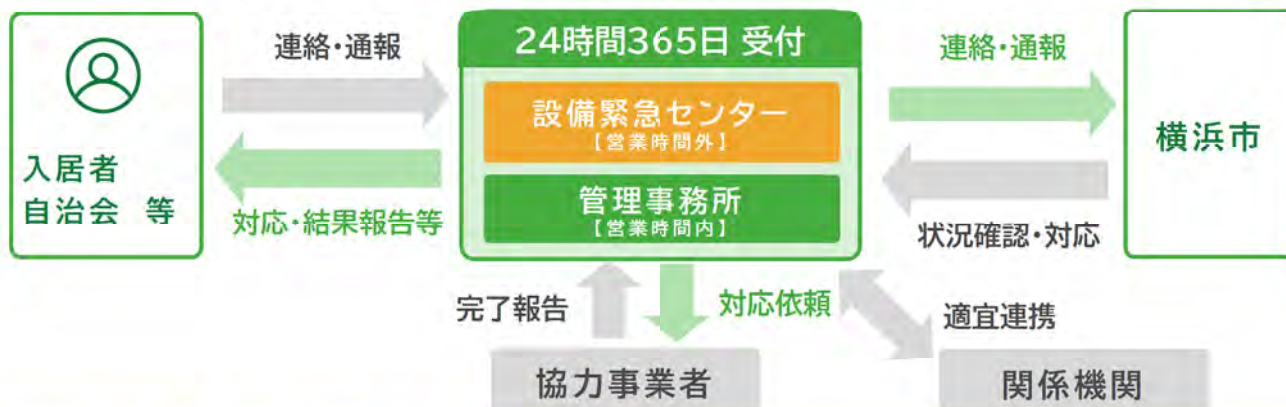 連絡・通報
24時間365日 受付
連絡・通報
設備緊急センター
【営業時間外】
入居者
自治会 等
対応・結果報告等
管理事務所
【営業時間内】
横浜市
状況確認・対応
完了報告
対応依頼
適宜連携
協力事業者
関係機関